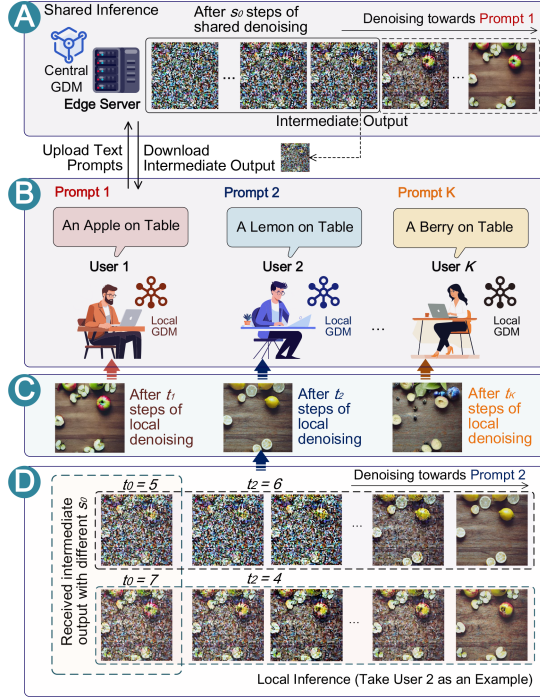 A
Shared Inference
Central
GDM
Edge Server
After s₀ steps of
shared denoising
Denoising towards Prompt 1
...
...
Intermediate Output
Upload Text
Prompts
Download
Intermediate Output
B
Prompt 1
Prompt 2
Prompt K
An Apple on Table
A Lemon on Table
A Berry on Table
User 1
User 2
User K
Local
GDM
Local
GDM
...
Local
GDM
C
After t₁
steps of
local
denoising
After t₂
steps of
local
denoising
After tₖ
steps of
local
denoising
D
Received intermediate
output with different s₀
t₀ = 5
t₂ = 6
Denoising towards Prompt 2
...
t₀ = 7
t₂ = 4
...
Local Inference (Take User 2 as an Example)